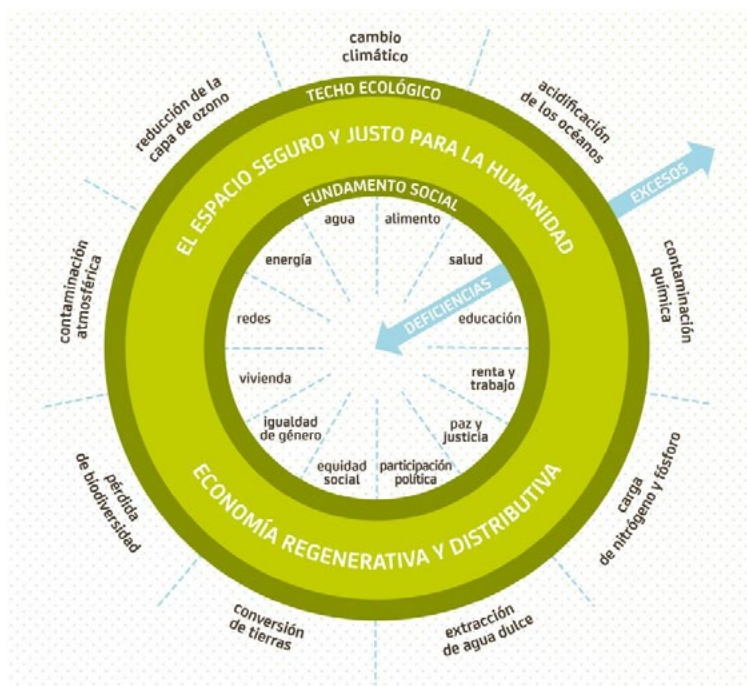 cambio
climático
acidificación
de los océanos
contaminación
química
carga
de nitrógeno y fósforo
extracción
de agua dulce
conversión
de tierras
pérdida
de biodiversidad
contaminación
atmosférica
reducción de la
capa de ozono
TECHO ECOLÓGICO
EL ESPACIO SEGURO Y JUSTO PARA LA HUMANIDAD
FUNDAMENTO SOCIAL
EXCESOS
DEFICIENCIAS
agua
alimento
salud
educación
renta y
trabajo
paz y
justicia
participación
política
equidad
social
igualdad
de género
vivienda
redes
energía
ECONOMÍA REGENERATIVA Y DISTRIBUTIVA